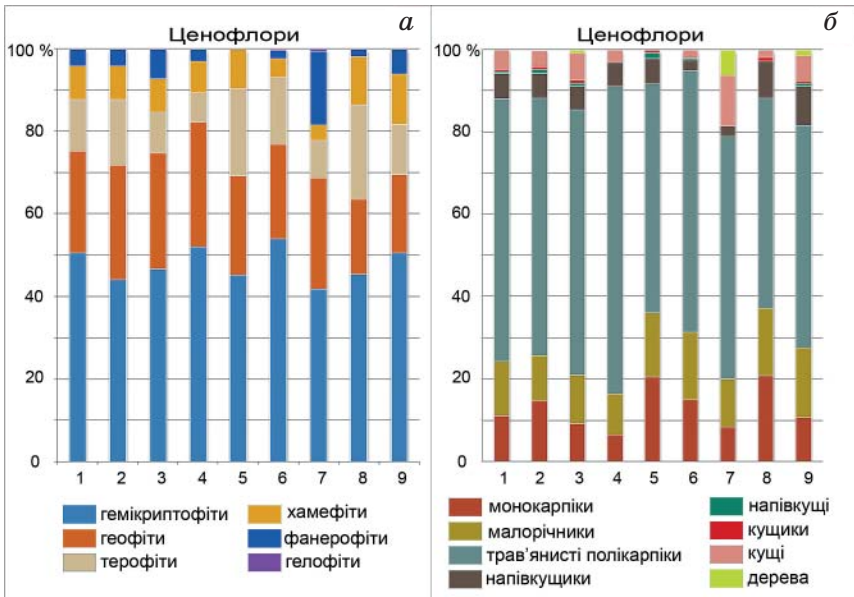 Ценофлори а
100 %
80
60
40
20
0
1 2 3 4 5 6 7 8 9
гемікриптофіти хамефіти
геофіти фанерофіти
терофіти гелофіти
Ценофлори б
100 %
80
60
40
20
0
1 2 3 4 5 6 7 8 9
монокарпіки напівкущі
малорічники кущики
трав’янисті полікарпіки кущі
напівкущики дерева